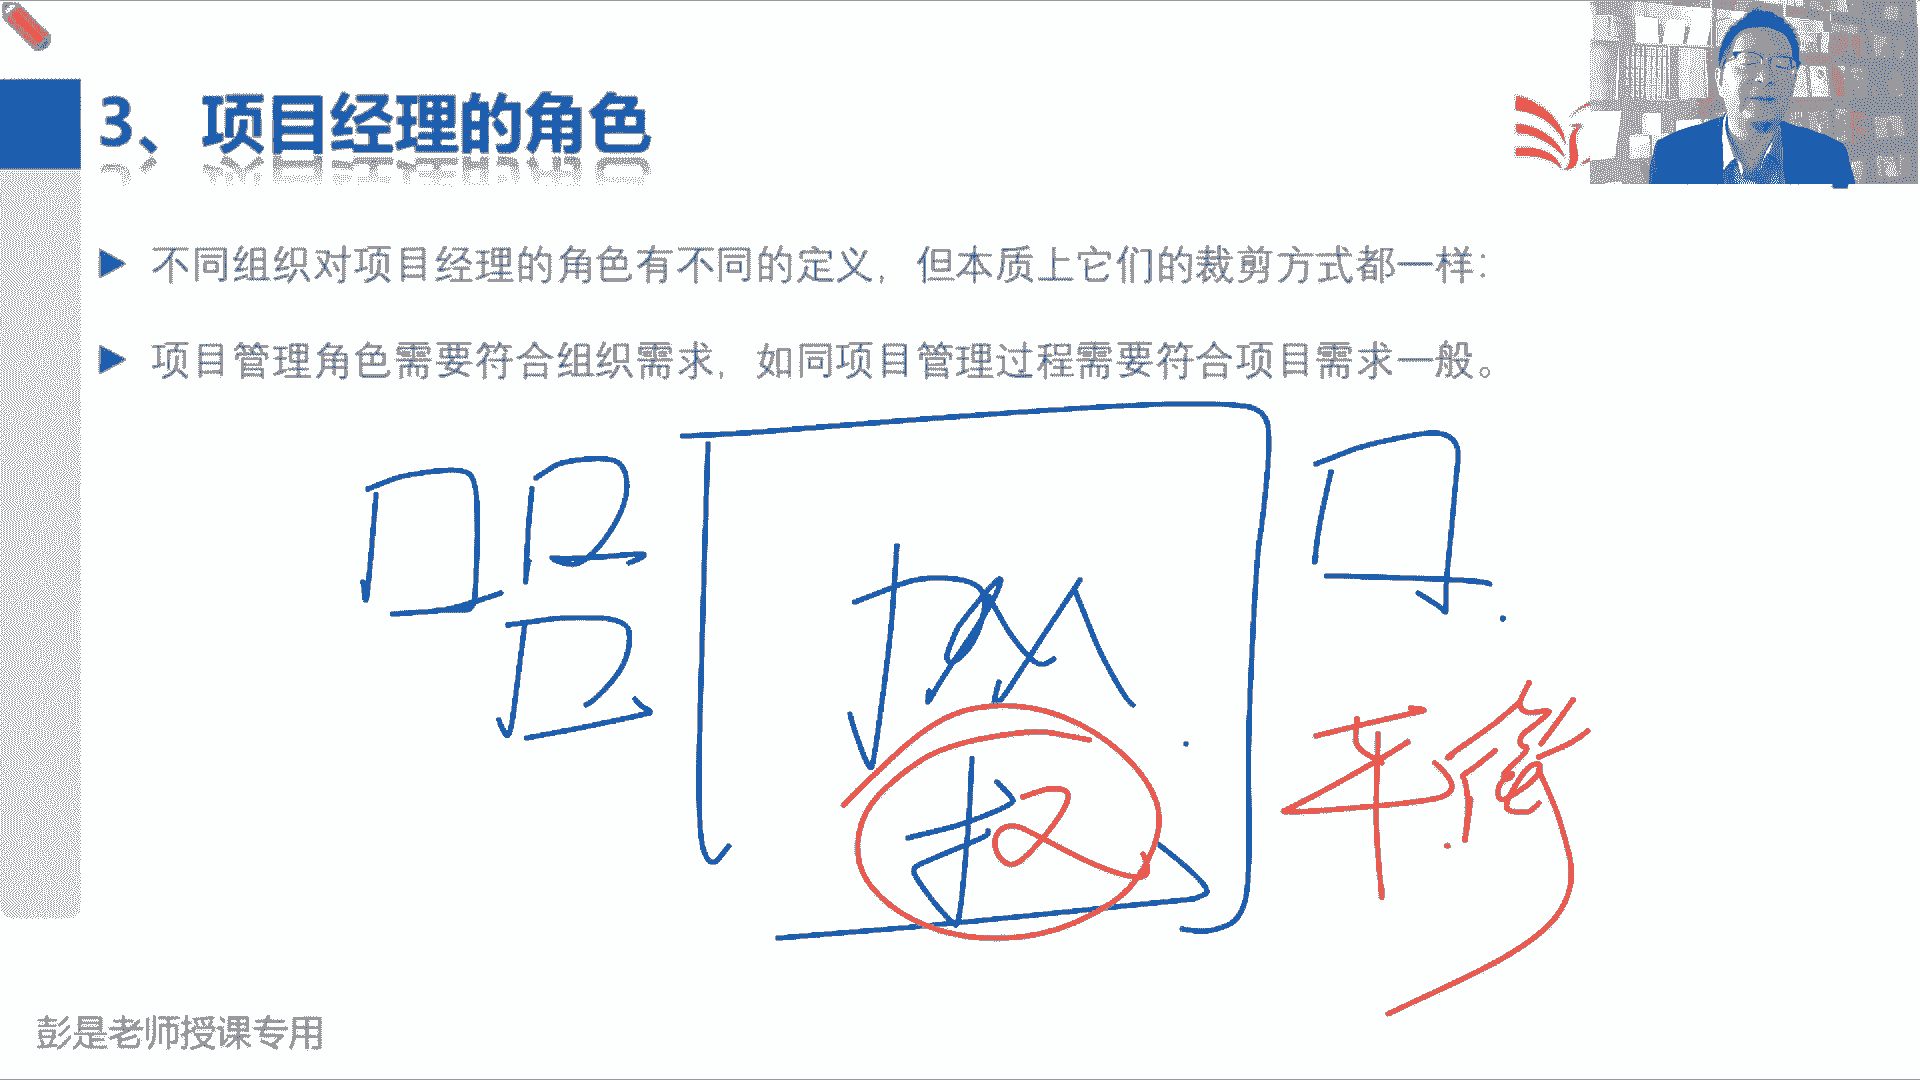 3、项目经理的角色
不同组织对项目经理的角色有不同的定义，但本质上它们的裁剪方式都一样：
项目管理角色需要符合组织需求，如同项目管理过程需要符合项目需求一般。
PM
权
平衡
彭是老师授课专用